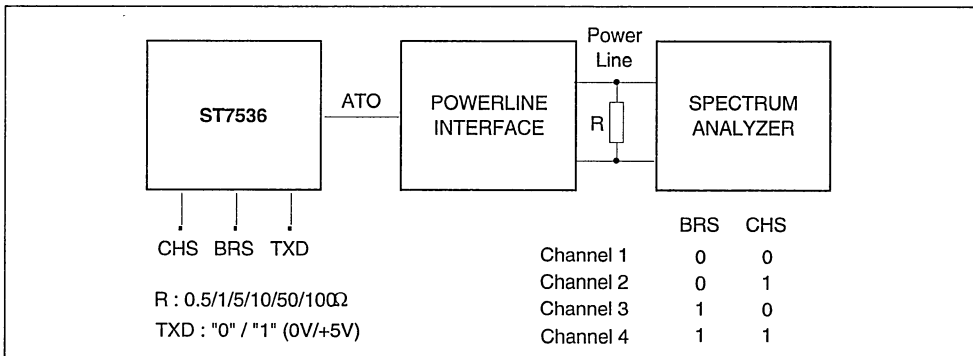 Power
Line
ST7536
ATO
POWERLINE
INTERFACE
R
SPECTRUM
ANALYZER
CHS BRS TXD
BRS CHS
Channel 1 0 0
Channel 2 0 1
Channel 3 1 0
Channel 4 1 1
R : 0.5/1/5/10/50/100Ω
TXD : "0" / "1" (0V/+5V)